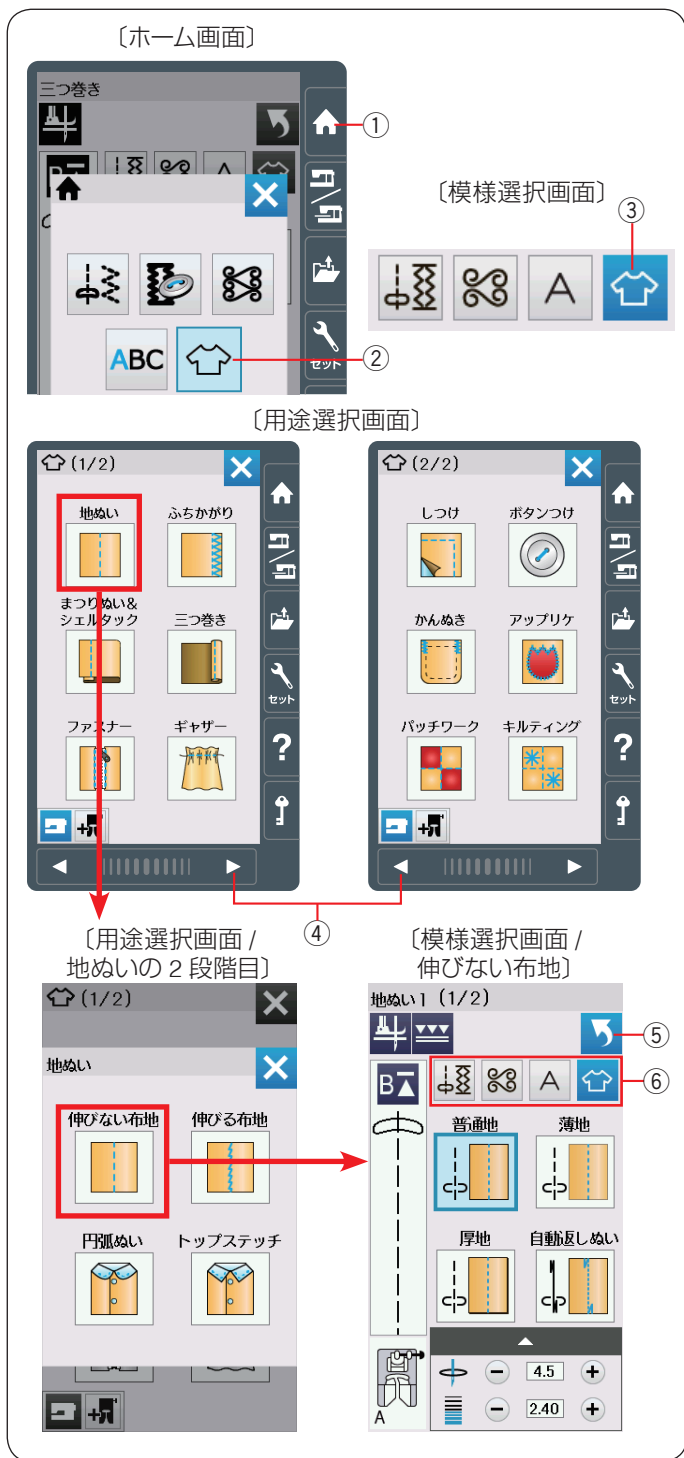 〔ホーム画面〕
三つ巻き
①
A
ABC
②
セット
〔模様選択画面〕
③
A
〔用途選択画面〕
(1/2)
地ぬい ふちかがり
まつりぬい&
シェルタック 三つ巻き
ファスナー ギャザー
セット
?
(2/2)
しつけ ボタンつけ
かんぬき アップリケ
パッチワーク キルティング
セット
?
④
〔用途選択画面 /
地ぬいの 2 段階目〕
(1/2)
地ぬい
伸びない布地 伸びる布地
円弧ぬい トップステッチ
〔模様選択画面 /
伸びない布地〕
地ぬい1 (1/2)
⑤
B A ⑥
普通地 薄地
厚地 自動返しぬい
4.5
2.40
A